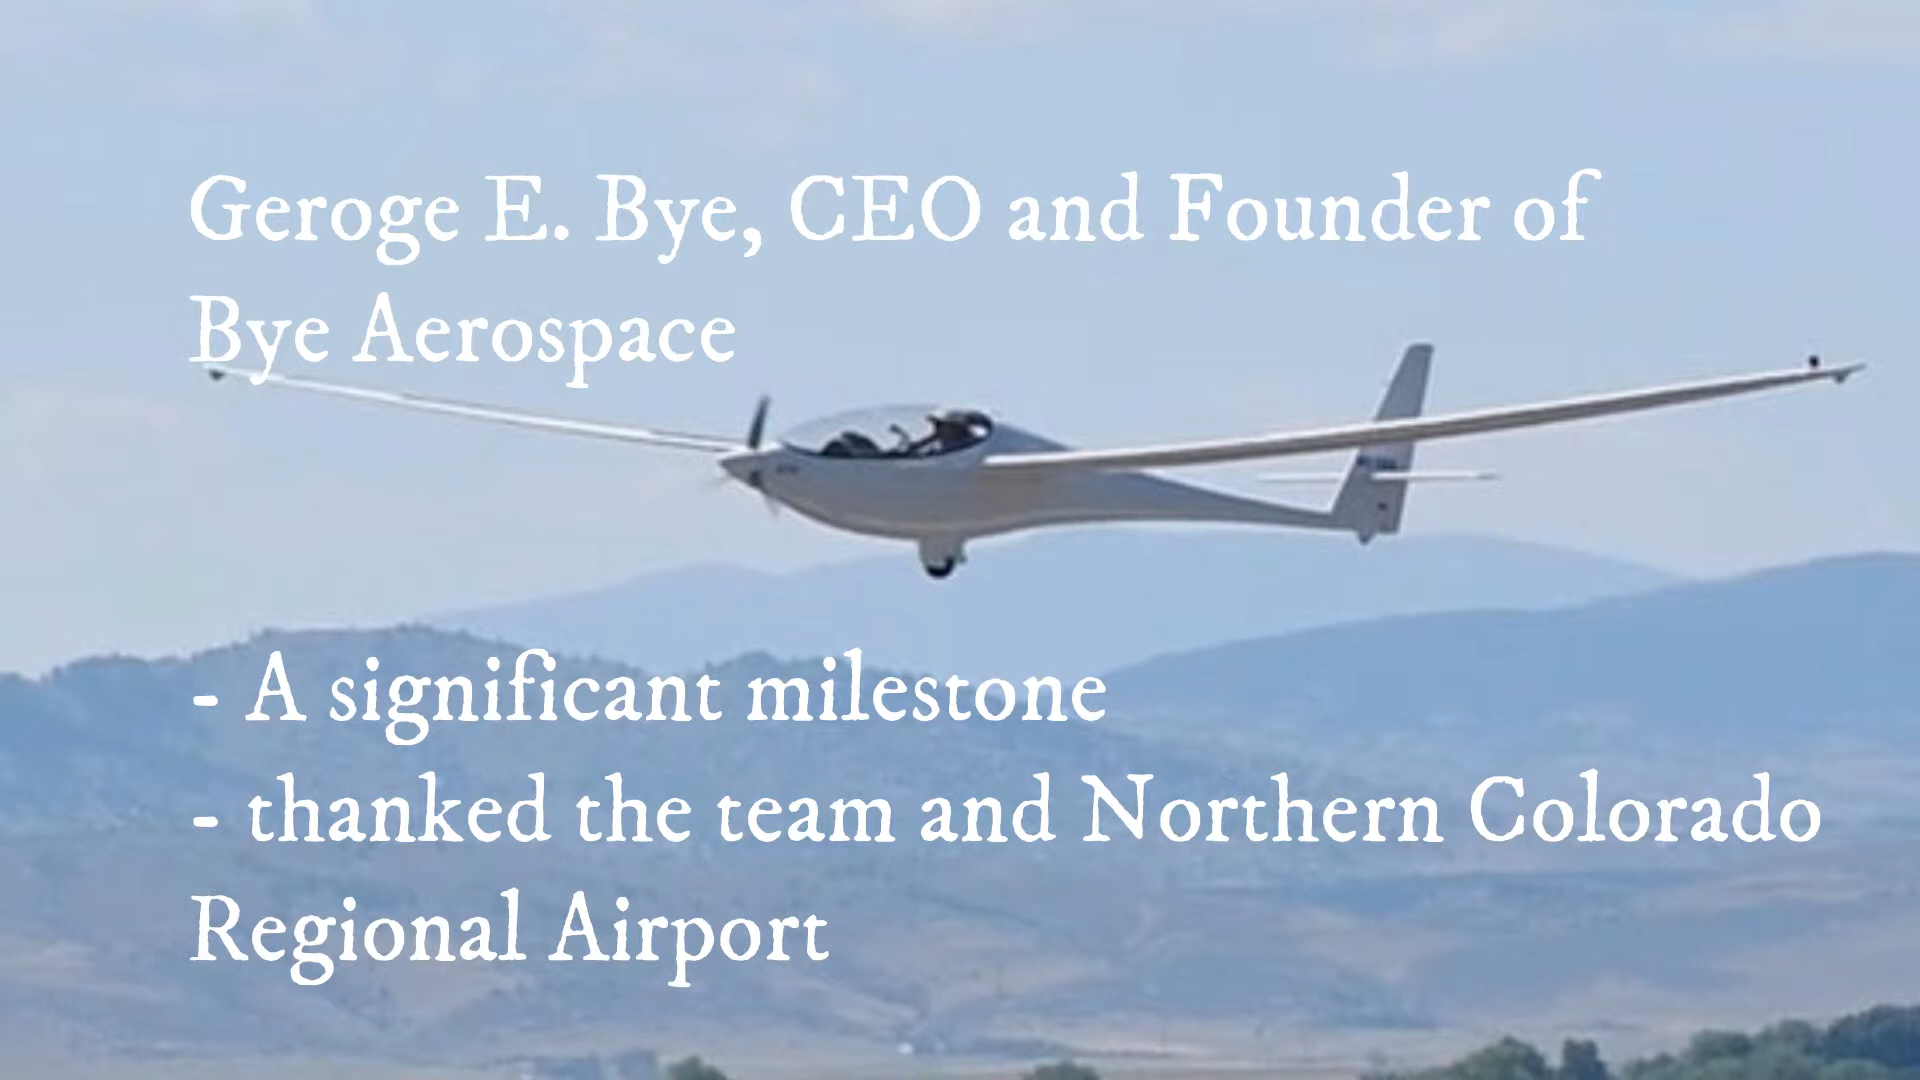 Geroge E. Bye, CEO and Founder of
Bye Aerospace
- A significant milestone
- thanked the team and Northern Colorado
Regional Airport